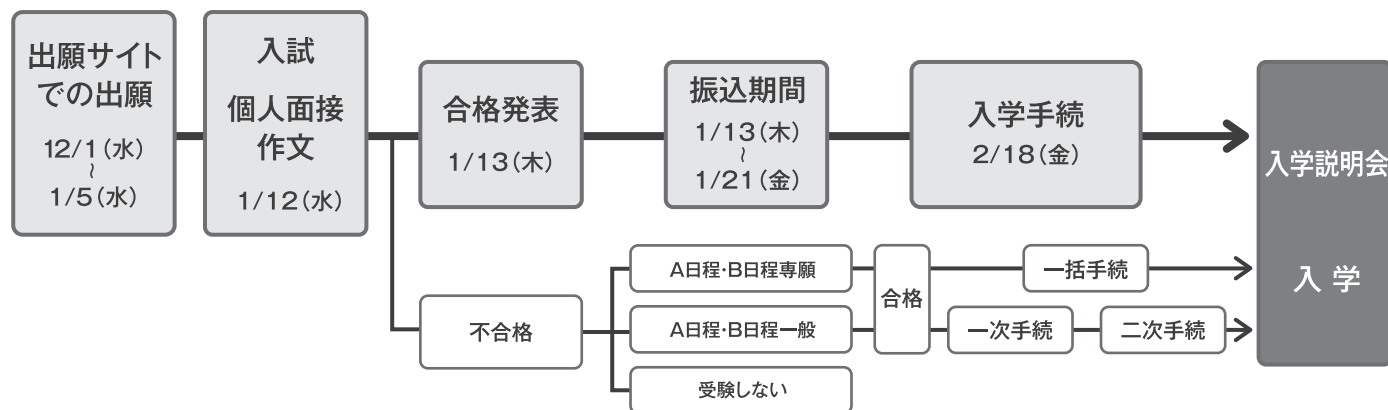 出願サイト
での出願
12/1（水）
～
1/5（水）
入試
個人面接
作文
1/12（水）
合格発表
1/13（木）
振込期間
1/13（木）
～
1/21（金）
入学手続
2/18（金）
入学説明会
入学
不合格
A日程・B日程専願
A日程・B日程一般
受験しない
合格
一括手続
一次手続
二次手続